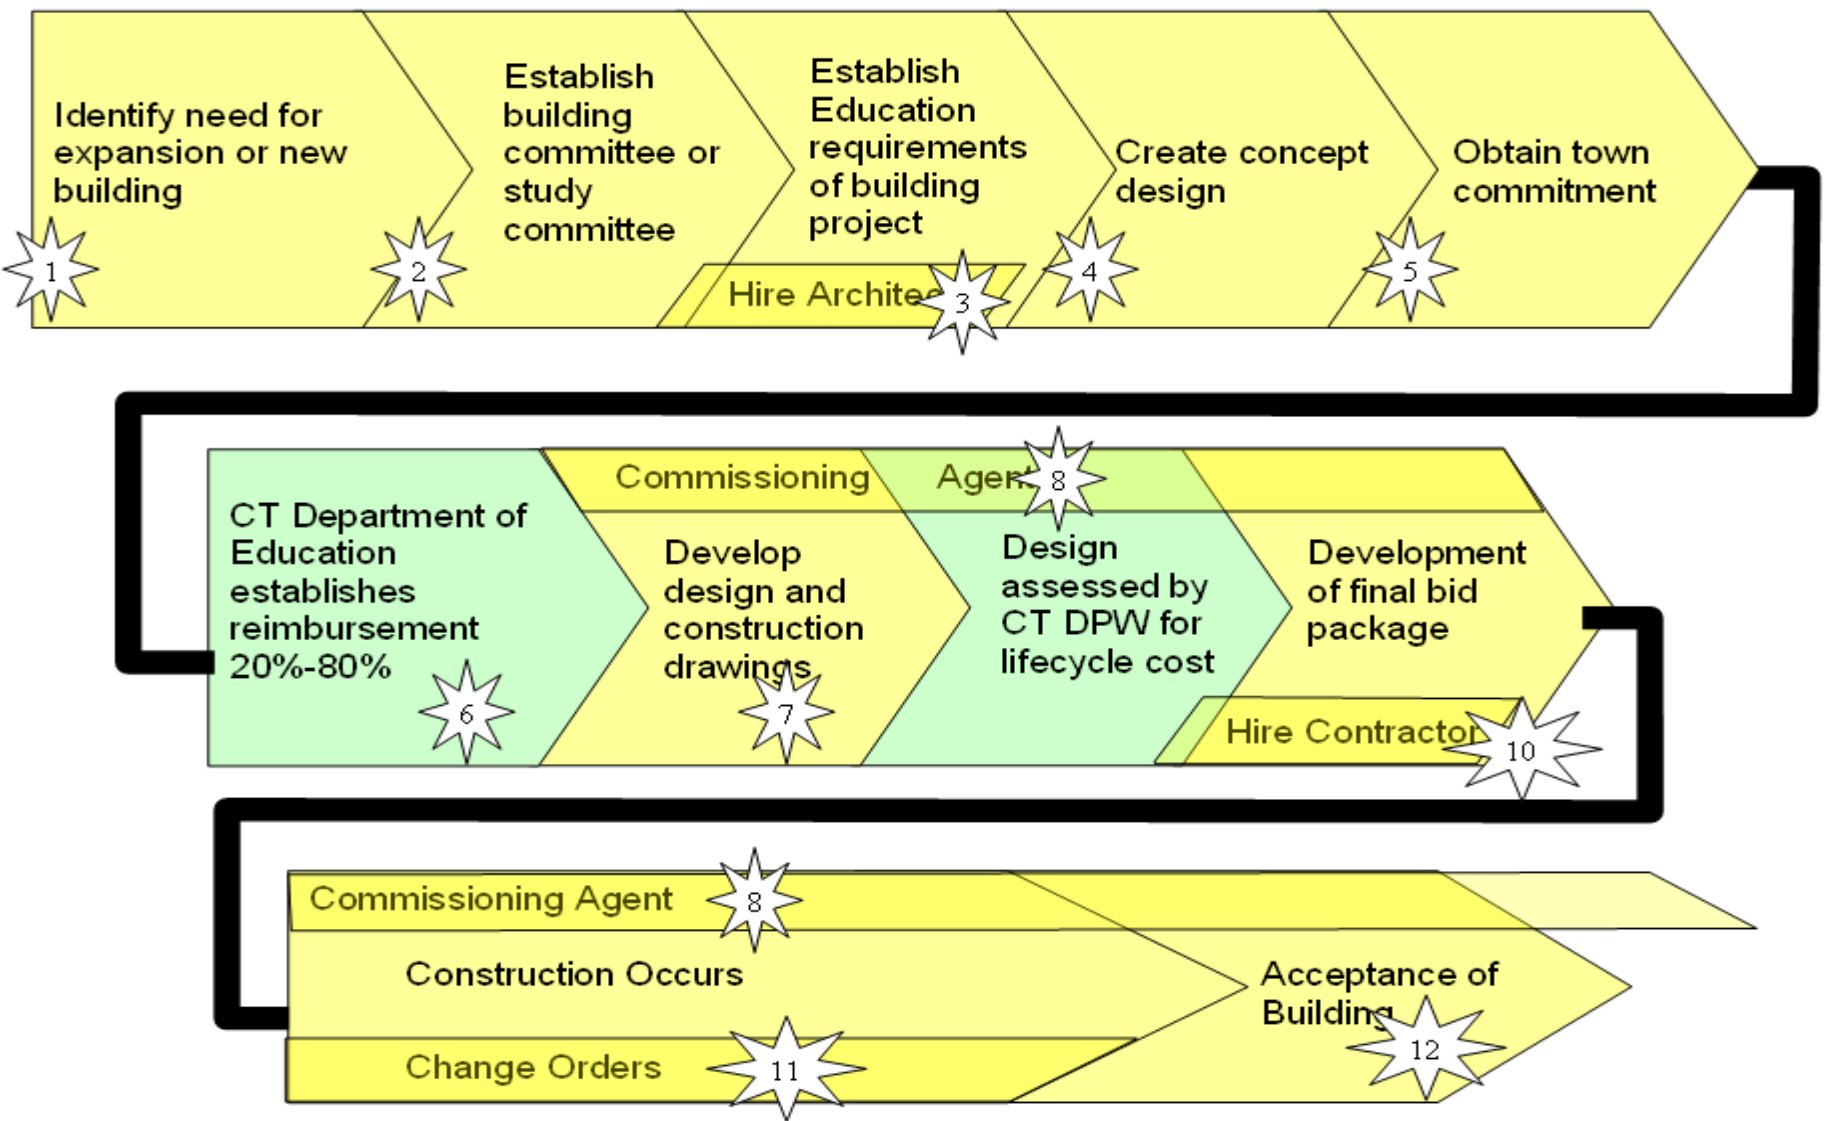 Identify need for
expansion or new
building
1
Establish
building
committee or
study
committee
2
Establish
Education
requirements
of building
project
Hire Architec
3
Create concept
design
4
Obtain town
commitment
5
CT Department of
Education
establishes
reimbursement
20%-80%
6
Commissioning Agent
8
Develop
design and
construction
drawings
7
Design
assessed by
CT DPW for
lifecycle cost
Development
of final bid
package
Hire Contractor
10
Commissioning Agent
8
Construction Occurs
Change Orders
11
Acceptance of
Building
12